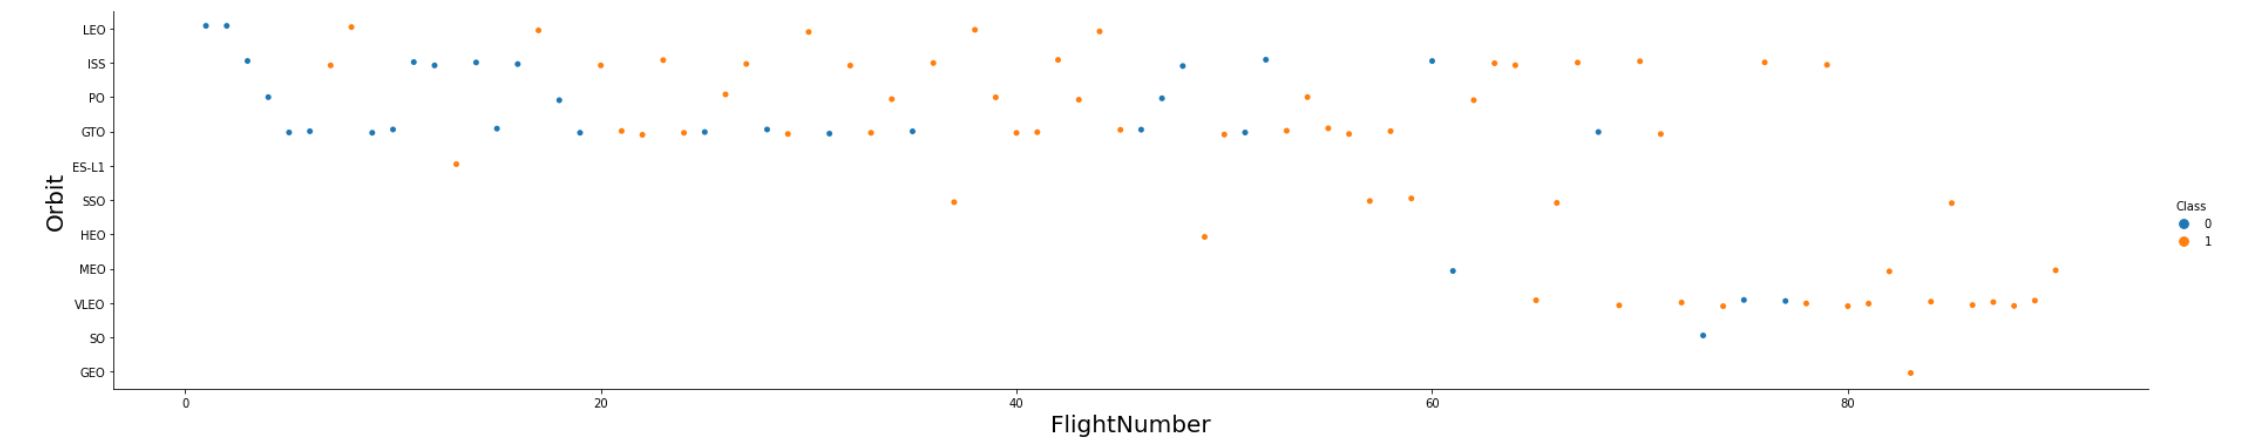 LEO
ISS
PO
GTO
ES-L1
SSO
HEO
MEO
VLEO
SO
GEO
Orbit
0 20 40 60 80
FlightNumber
Class
0
1